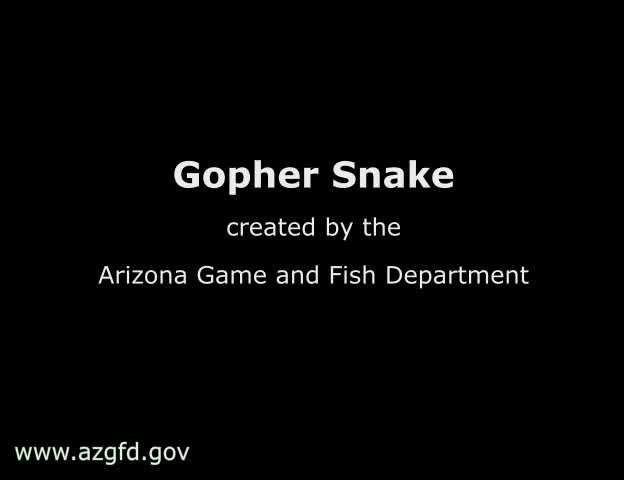 Gopher Snake
created by the
Arizona Game and Fish Department
www.azgfd.gov